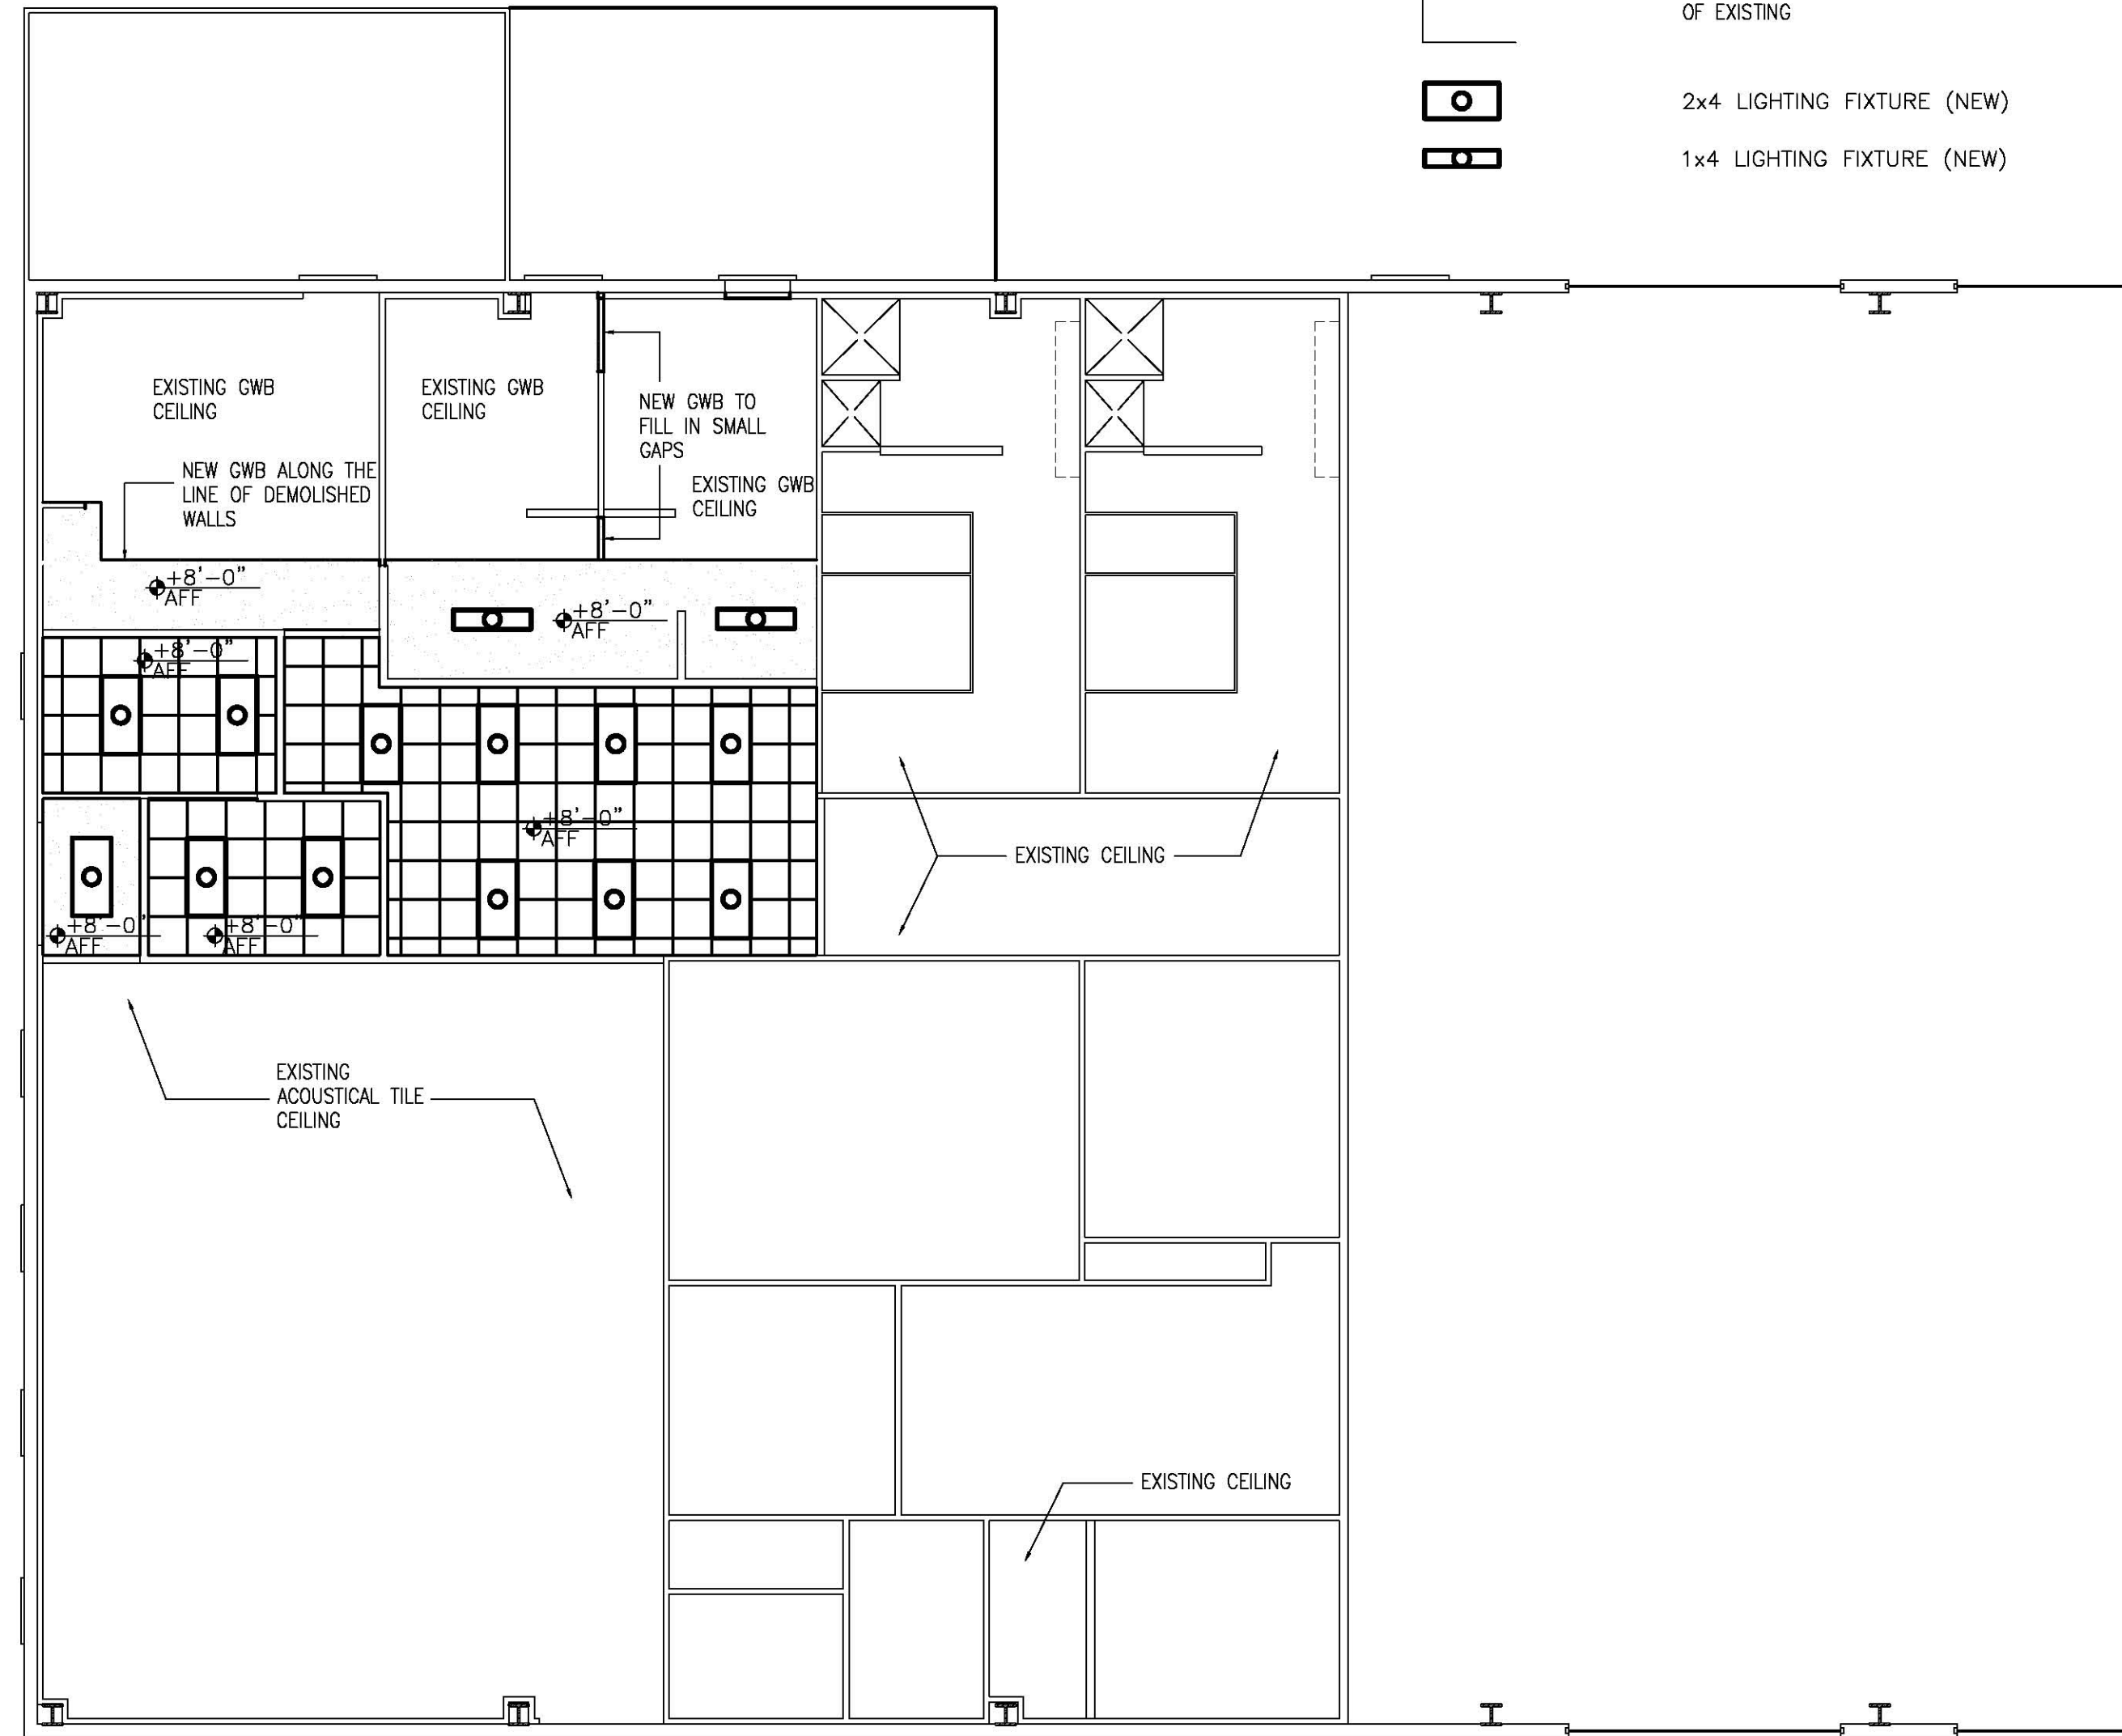 OF EXISTING
2x4 LIGHTING FIXTURE (NEW)
1x4 LIGHTING FIXTURE (NEW)
EXISTING GWB
CEILING
EXISTING GWB
CEILING
NEW GWB TO
FILL IN SMALL
GAPS
NEW GWB ALONG THE
LINE OF DEMOLISHED
WALLS
EXISTING GWB
CEILING
+8'-0"
AFF
+8'-0"
AFF
+8'-0"
AFF
+8'-0"
AFF
+8'-0"
AFF
+8'-0"
AFF
EXISTING CEILING
EXISTING
ACOUSTICAL TILE
CEILING
EXISTING CEILING